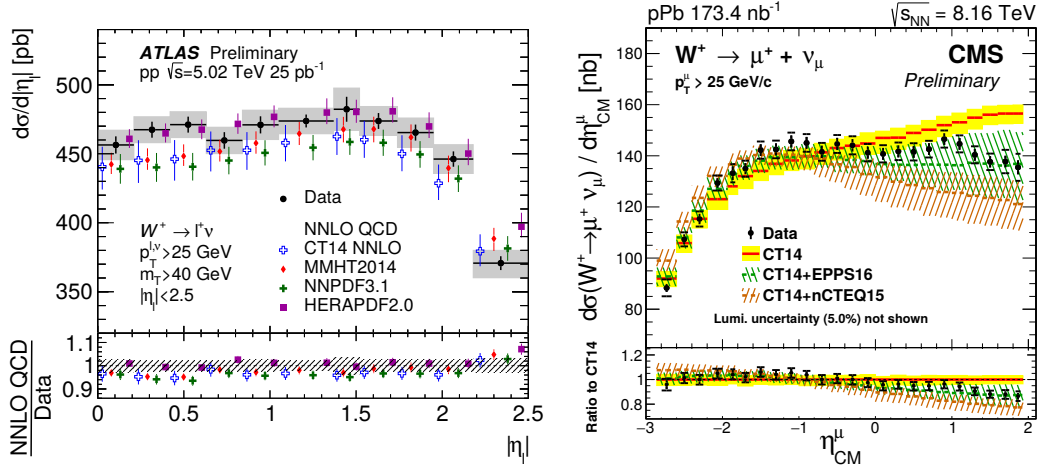 ATLAS Preliminary
pp √s=5.02 TeV 25 pb⁻¹
dσ/d|η_l| [pb]
500
450
400
350
Data
W⁺ → l⁺ν
p_T^{l,ν}>25 GeV
m_T>40 GeV
|η_l|<2.5
NNLO QCD
CT14 NNLO
MMHT2014
NNPDF3.1
HERAPDF2.0
NNLO QCD
Data
1.1
1
0.9
0 0.5 1 1.5 2 2.5
|η_l|
pPb 173.4 nb⁻¹ √s_NN = 8.16 TeV
W⁺ → μ⁺ + ν_μ
p_T^μ > 25 GeV/c
CMS
Preliminary
dσ(W⁺→μ⁺ ν_μ) / dη_CM^μ [nb]
180
160
140
120
100
80
Data
CT14
CT14+EPPS16
CT14+nCTEQ15
Lumi. uncertainty (5.0%) not shown
Ratio to CT14
1.2
1.0
0.8
−3 −2 −1 0 1 2
η_CM^μ